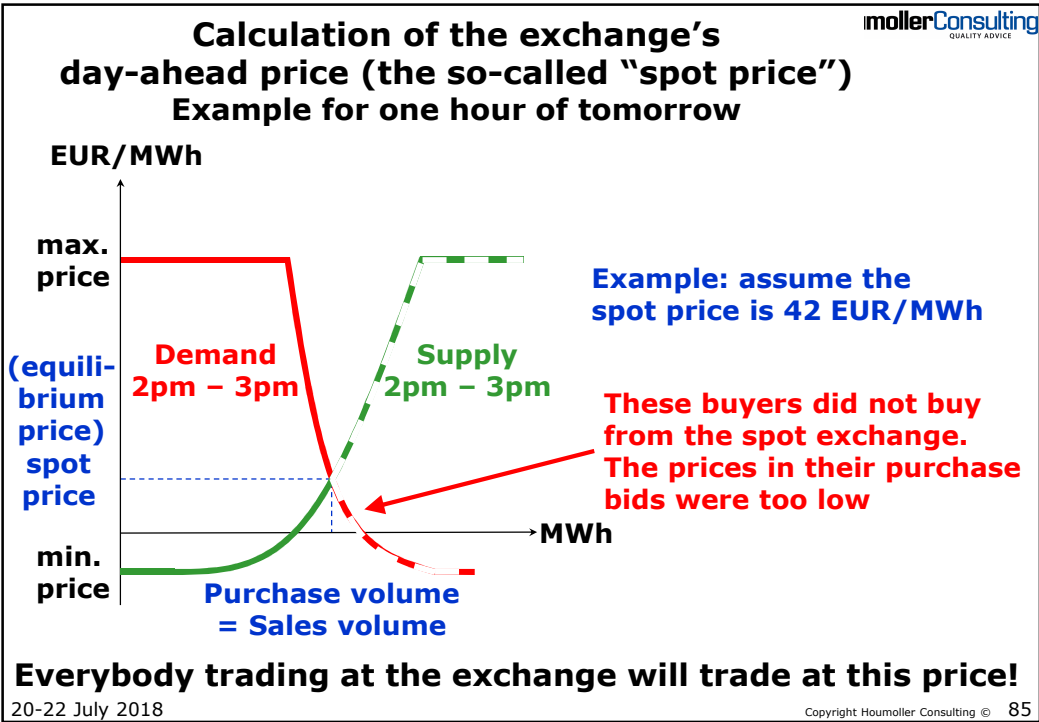 mollerConsulting
QUALITY ADVICE
Calculation of the exchange’s
day-ahead price (the so-called “spot price”)
Example for one hour of tomorrow
EUR/MWh
max.
price
Example: assume the
spot price is 42 EUR/MWh
Demand
2pm – 3pm
Supply
2pm – 3pm
(equili-
brium
price)
spot
price
These buyers did not buy
from the spot exchange.
The prices in their purchase
bids were too low
MWh
min.
price
Purchase volume
= Sales volume
Everybody trading at the exchange will trade at this price!
20-22 July 2018
Copyright Houmoller Consulting ©
85